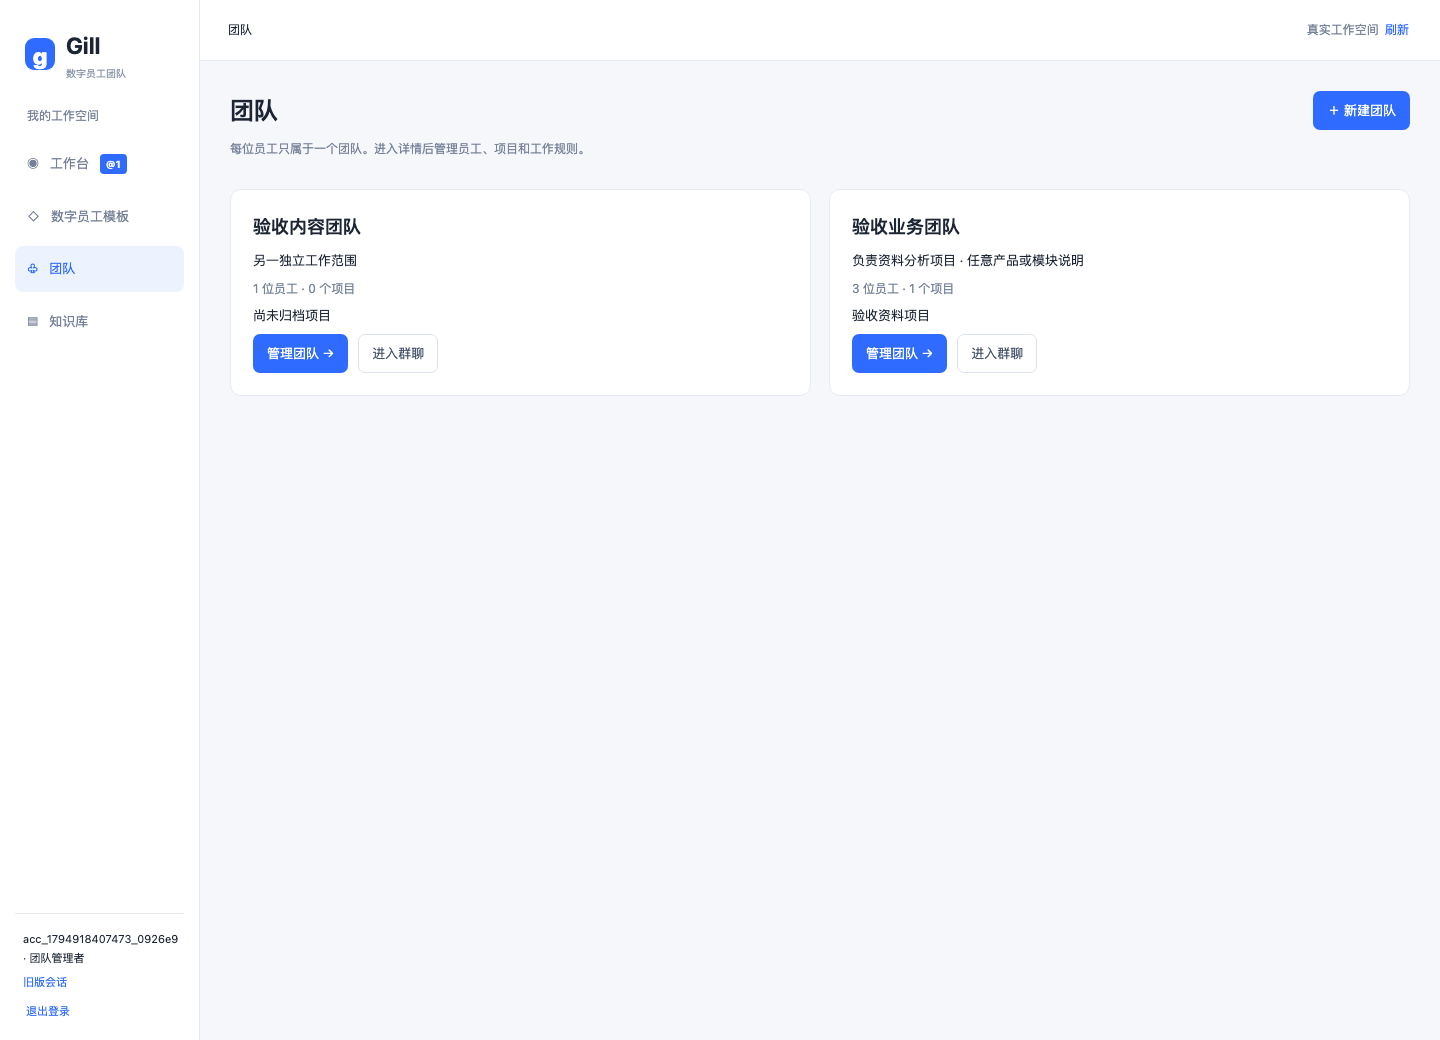 g
Gill
数字员工团队
我的工作空间
◉ 工作台 @1
◇ 数字员工模板
♧ 团队
▤ 知识库
acc_1794918407473_0926e9
· 团队管理者
旧版会话
退出登录
团队
真实工作空间 刷新
团队
+ 新建团队
每位员工只属于一个团队。进入详情后管理员工、项目和工作规则。
验收内容团队
另一独立工作范围
1 位员工 · 0 个项目
尚未归档项目
管理团队 → 进入群聊
验收业务团队
负责资料分析项目 · 任意产品或模块说明
3 位员工 · 1 个项目
验收资料项目
管理团队 → 进入群聊